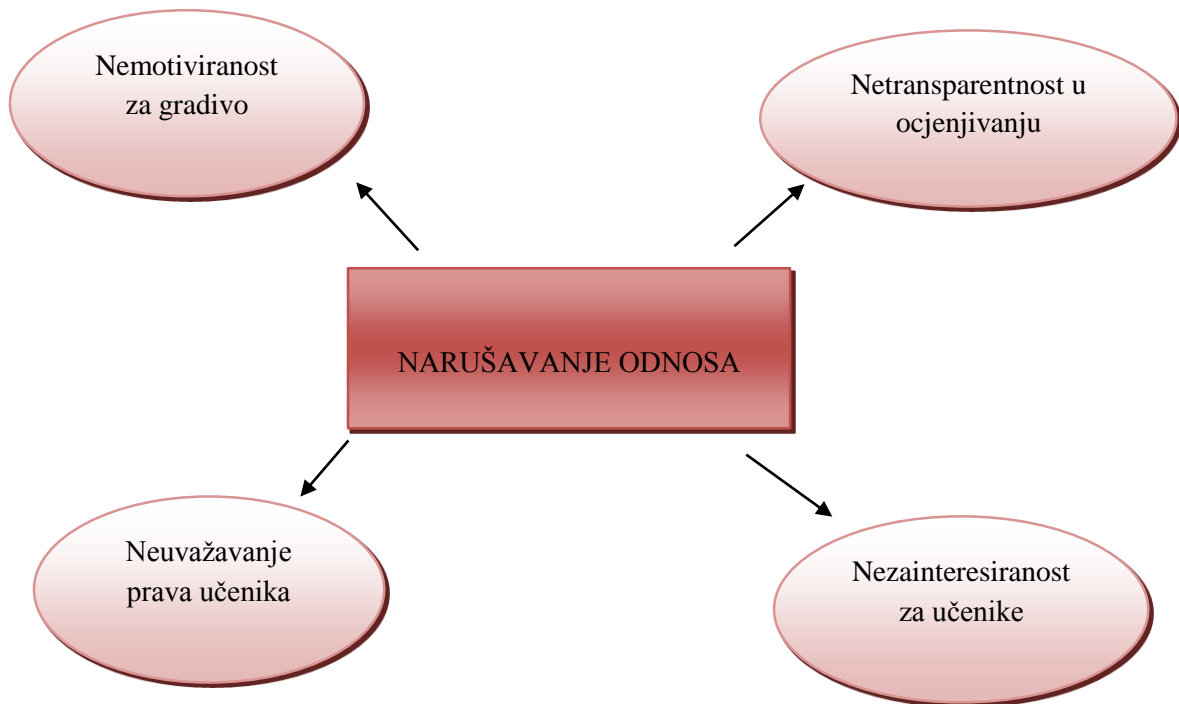 Nemotiviranost
za gradivo
Netransparentnost u
ocjenjivanju
NARUŠAVANJE ODNOSA
Neuvažavanje
prava učenika
Nezainteresiranost
za učenike